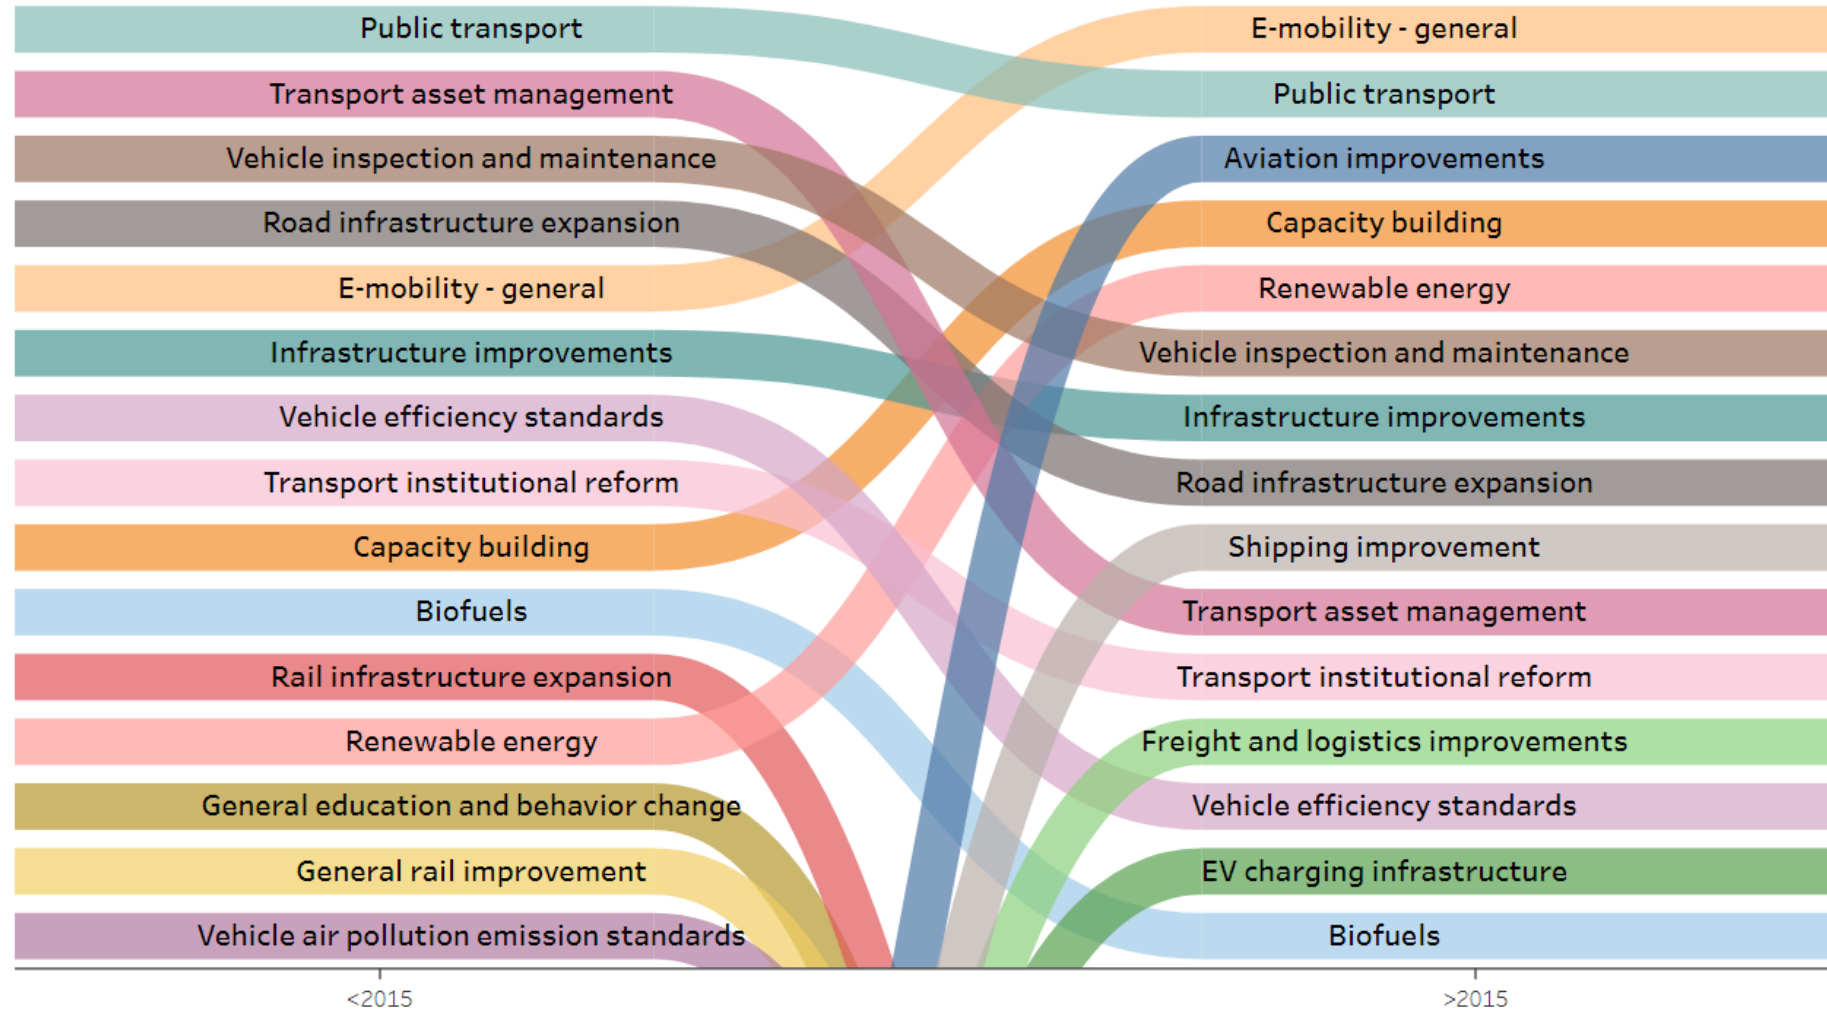 Public transport
Transport asset management
Vehicle inspection and maintenance
Road infrastructure expansion
E-mobility - general
Infrastructure improvements
Vehicle efficiency standards
Transport institutional reform
Capacity building
Biofuels
Rail infrastructure expansion
Renewable energy
General education and behavior change
General rail improvement
Vehicle air pollution emission standards
<2015
E-mobility - general
Public transport
Aviation improvements
Capacity building
Renewable energy
Vehicle inspection and maintenance
Infrastructure improvements
Road infrastructure expansion
Shipping improvement
Transport asset management
Transport institutional reform
Freight and logistics improvements
Vehicle efficiency standards
EV charging infrastructure
Biofuels
>2015